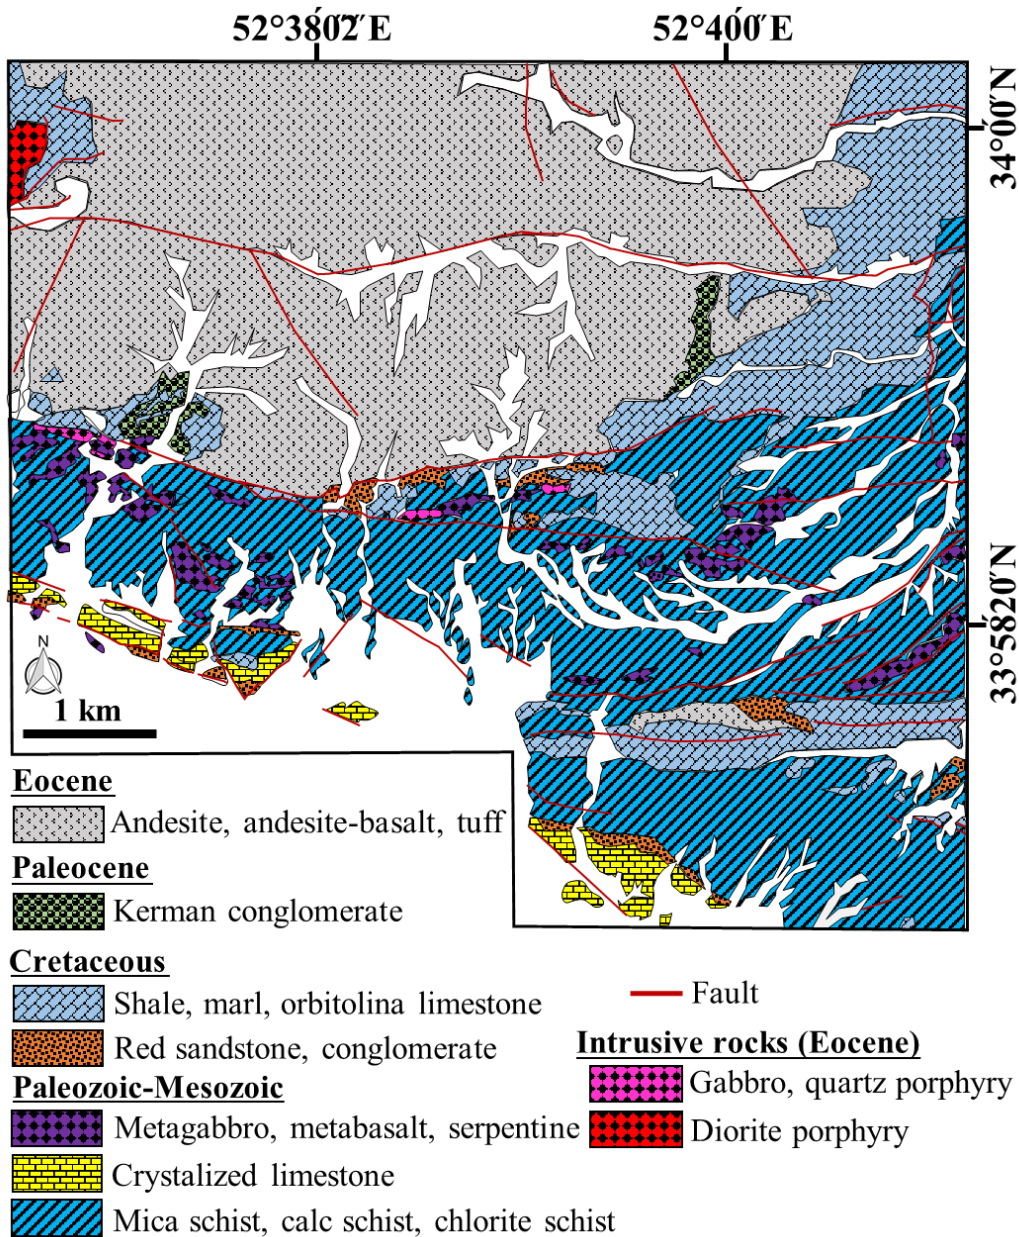 52°38΄02˝E
52°40΄0˝E
34°0΄0˝N
33°58΄20˝N
N
1 km
Eocene
Andesite, andesite-basalt, tuff
Paleocene
Kerman conglomerate
Cretaceous
Shale, marl, orbitolina limestone
Red sandstone, conglomerate
Paleozoic-Mesozoic
Metagabbro, metabasalt, serpentine
Crystalized limestone
Mica schist, calc schist, chlorite schist
Fault
Intrusive rocks (Eocene)
Gabbro, quartz porphyry
Diorite porphyry